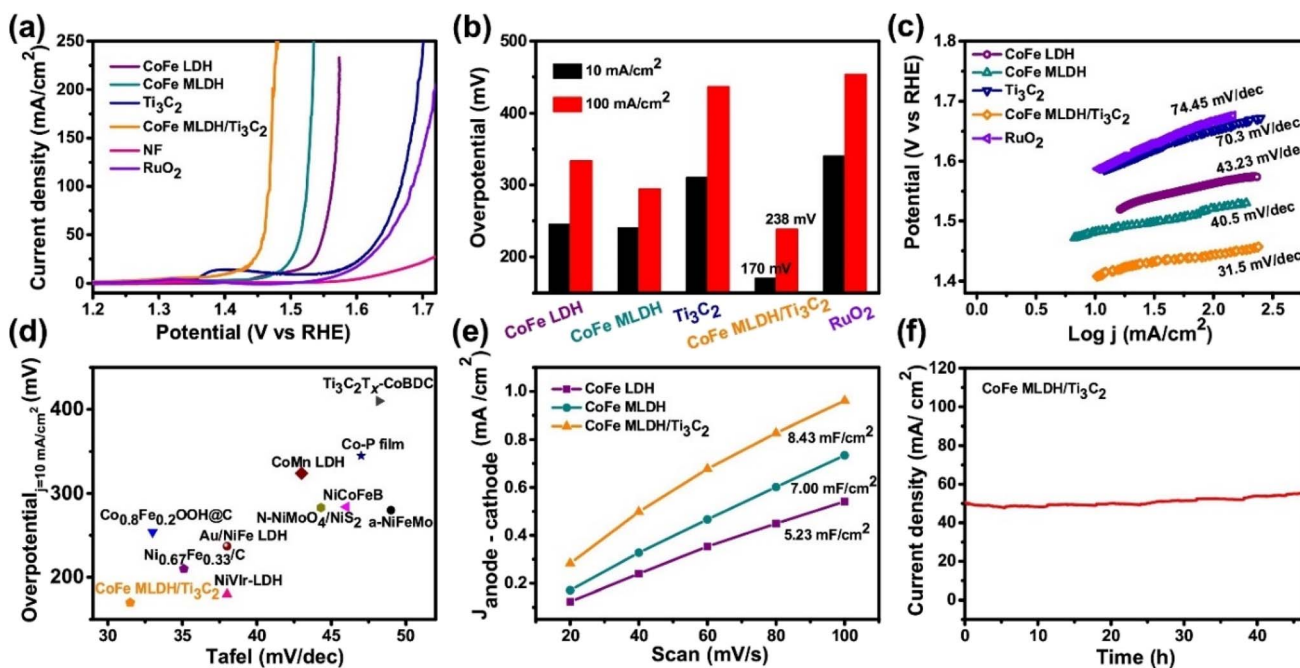 (a)
250
200
150
100
50
0
Current density (mA/cm²)
CoFe LDH
CoFe MLDH
Ti₃C₂
CoFe MLDH/Ti₃C₂
NF
RuO₂
1.2 1.3 1.4 1.5 1.6 1.7
Potential (V vs RHE)
(b)
500
400
300
200
Overpotential (mV)
10 mA/cm²
100 mA/cm²
238 mV
170 mV
CoFe LDH
CoFe MLDH
Ti₃C₂
CoFe MLDH/Ti₃C₂
RuO₂
(c)
1.8
1.7
1.6
1.5
1.4
Potential (V vs RHE)
CoFe LDH
CoFe MLDH
Ti₃C₂
CoFe MLDH/Ti₃C₂
RuO₂
74.45 mV/dec
70.3 mV/dec
43.23 mV/dec
40.5 mV/dec
31.5 mV/dec
0.0 0.5 1.0 1.5 2.0 2.5
Log j (mA/cm²)
(d)
400
300
200
Overpotential j=10 mA/cm² (mV)
Ti₃C₂Tₓ-CoBDC
Co-P film
CoMn LDH
NiCoFeB
N-NiMoO₄/NiS₂
a-NiFeMo
Co₀.₈Fe₀.₂OOH@C
Au/NiFe LDH
Ni₀.₆₇Fe₀.₃₃/C
NiVIr-LDH
CoFe MLDH/Ti₃C₂
30 35 40 45 50
Tafel (mV/dec)
(e)
1.0
0.8
0.6
0.4
0.2
J anode - cathode (mA /cm²)
CoFe LDH
CoFe MLDH
CoFe MLDH/Ti₃C₂
8.43 mF/cm²
7.00 mF/cm²
5.23 mF/cm²
20 40 60 80 100
Scan (mV/s)
(f)
120
100
80
60
40
20
0
Current density (mA/ cm²)
CoFe MLDH/Ti₃C₂
0 10 20 30 40
Time (h)